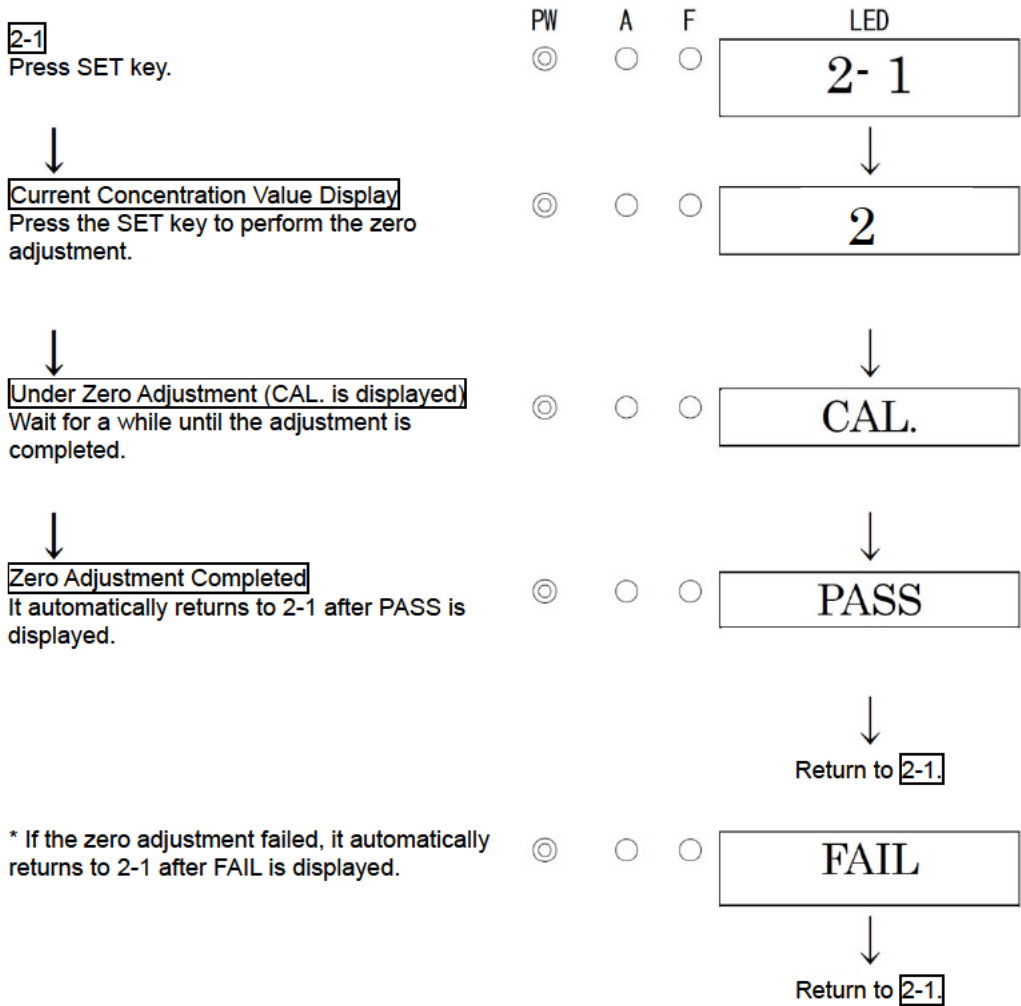 PW A F LED
2-1
Press SET key.
2- 1
Current Concentration Value Display
Press the SET key to perform the zero
adjustment.
2
Under Zero Adjustment (CAL. is displayed)
Wait for a while until the adjustment is
completed.
CAL.
Zero Adjustment Completed
It automatically returns to 2-1 after PASS is
displayed.
PASS
Return to 2-1.
* If the zero adjustment failed, it automatically
returns to 2-1 after FAIL is displayed.
FAIL
Return to 2-1.